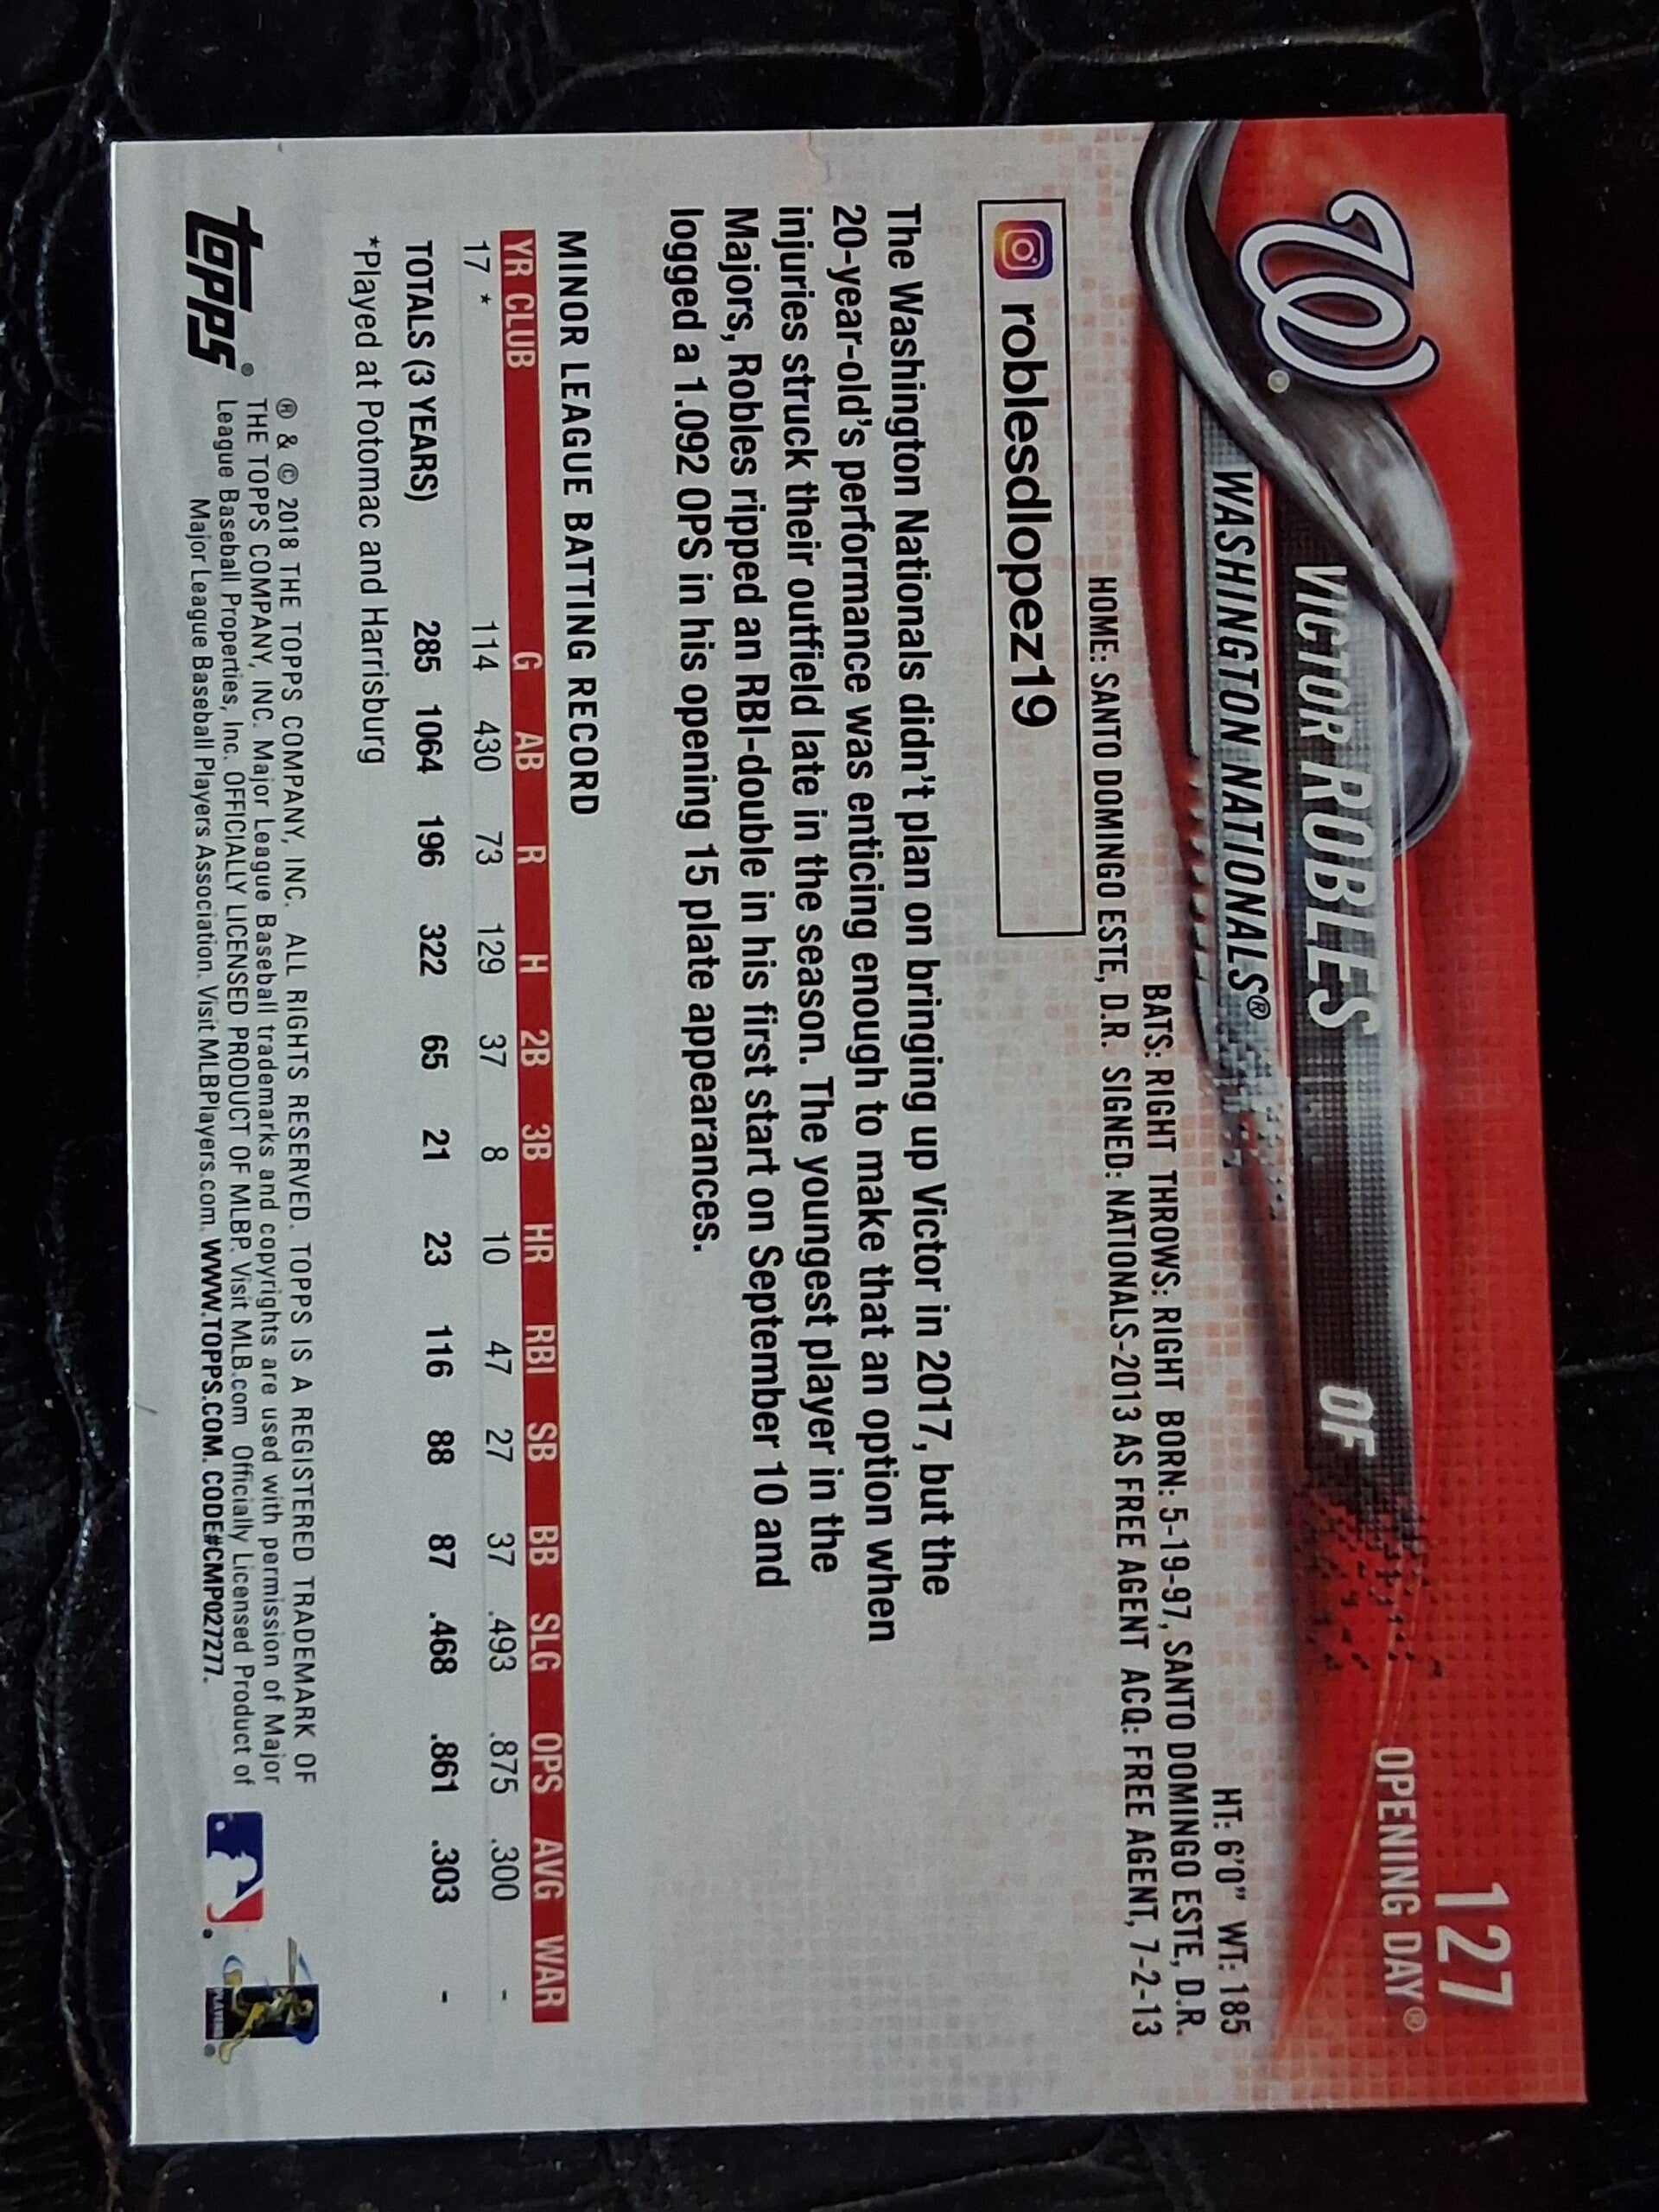 127
OPENING DAY®
VICTOR ROBLES OF
WASHINGTON NATIONALS®
HT: 6'0" WT: 185
BATS: RIGHT THROWS: RIGHT BORN: 5-19-97, SANTO DOMINGO ESTE, D.R.
HOME: SANTO DOMINGO ESTE, D.R. SIGNED: NATIONALS-2013 AS FREE AGENT ACQ: FREE AGENT, 7-2-13
roblesdlopez19
The Washington Nationals didn't plan on bringing up Victor in 2017, but the
20-year-old's performance was enticing enough to make that an option when
injuries struck their outfield late in the season. The youngest player in the
Majors, Robles ripped an RBI-double in his first start on September 10 and
logged a 1.092 OPS in his opening 15 plate appearances.
MINOR LEAGUE BATTING RECORD
YR CLUB G AB R H 2B 3B HR RBI SB BB SLG OPS AVG WAR
17 * 114 430 73 129 37 8 10 47 27 37 .493 .875 .300 -
TOTALS (3 YEARS) 285 1064 196 322 65 21 23 116 88 87 .468 .861 .303 -
*Played at Potomac and Harrisburg
topps®
® & © 2018 THE TOPPS COMPANY, INC. ALL RIGHTS RESERVED. TOPPS IS A REGISTERED TRADEMARK OF
THE TOPPS COMPANY, INC. Major League Baseball trademarks and copyrights are used with permission of Major
League Baseball Properties, Inc. OFFICIALLY LICENSED PRODUCT OF MLBP. Visit MLB.com Officially Licensed Product of
Major League Baseball Players Association. Visit MLBPlayers.com. WWW.TOPPS.COM. CODE#CMP027277.
W®
PLAYERS